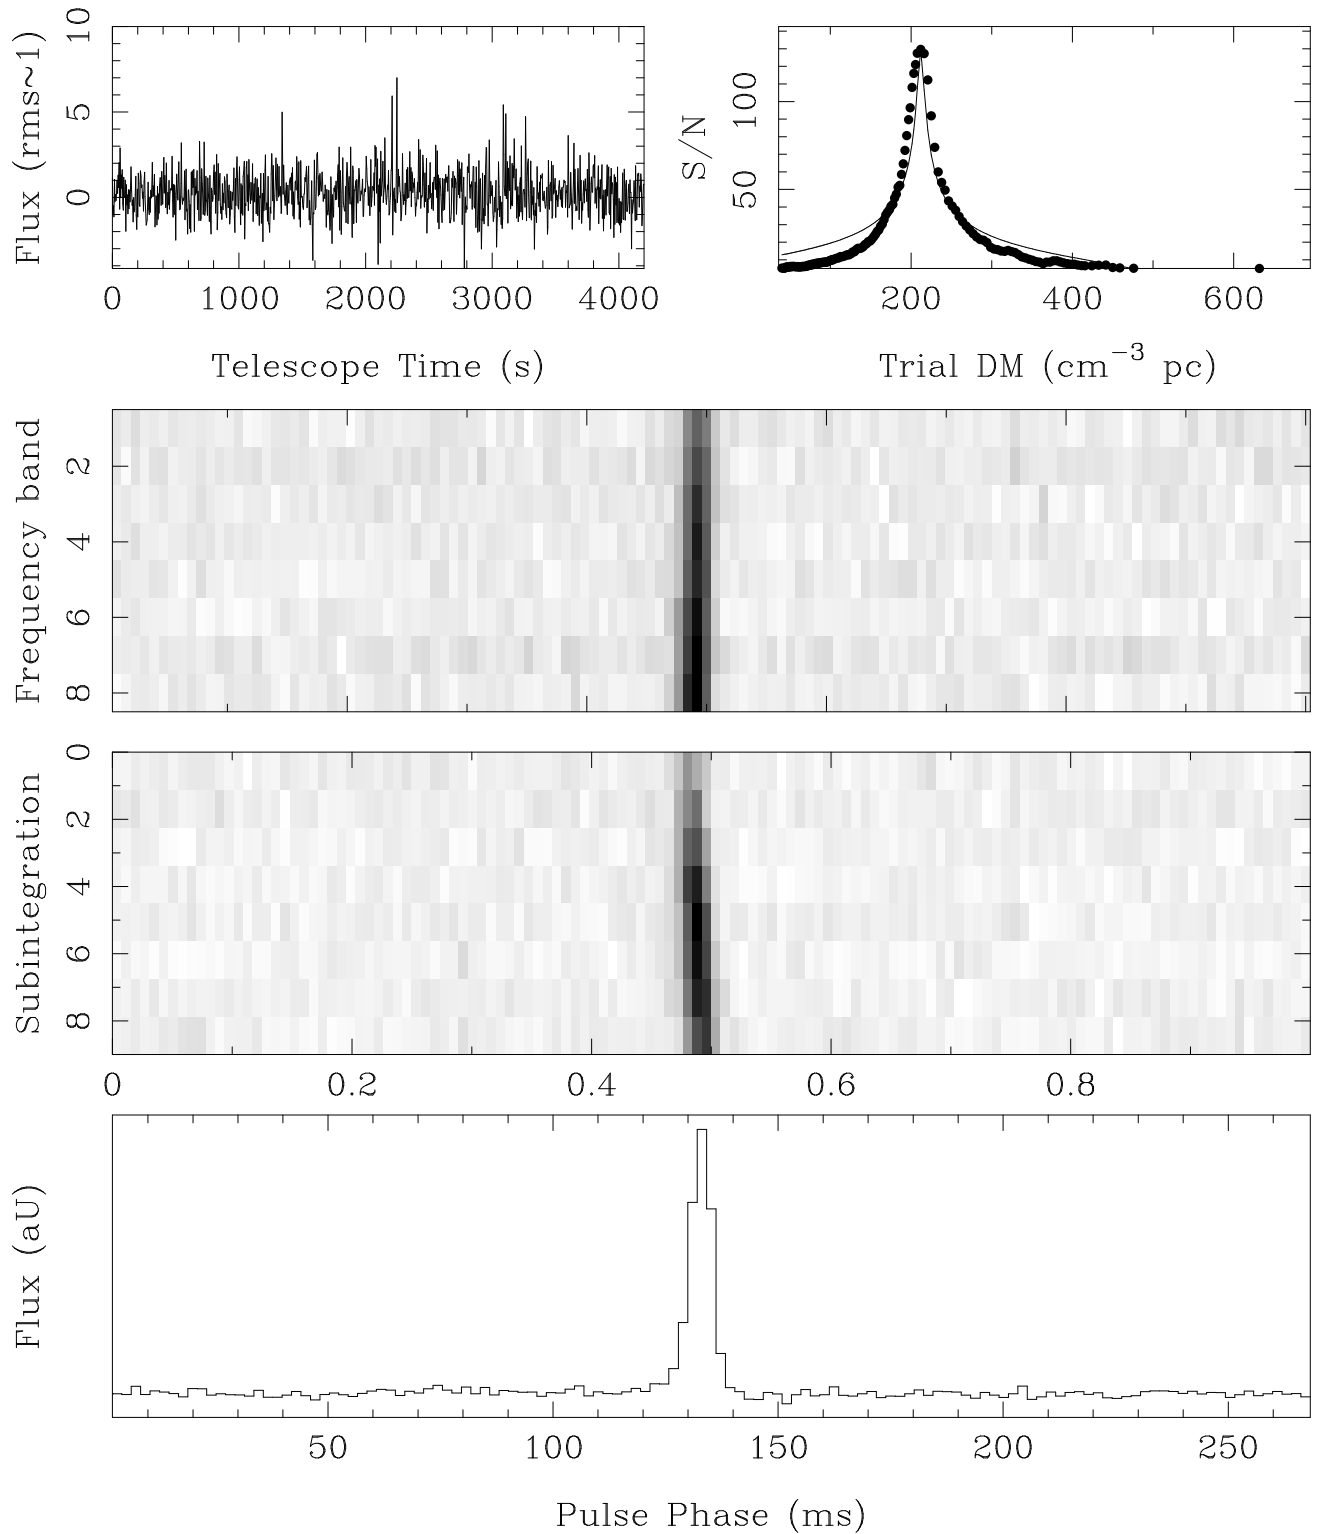 Flux (rms~1)
10
5
0
0 1000 2000 3000 4000
Telescope Time (s)
S/N
100
50
200 400 600
Trial DM (cm⁻³ pc)
Frequency band
2
4
6
8
Subintegration
0
2
4
6
8
0 0.2 0.4 0.6 0.8
Flux (aU)
50 100 150 200 250
Pulse Phase (ms)